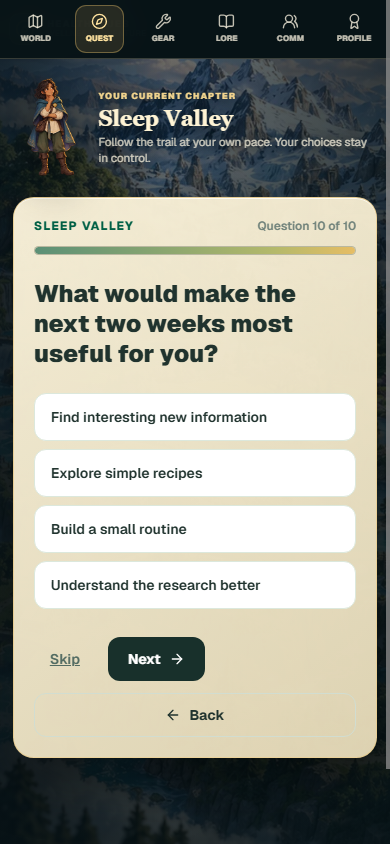 WORLD
QUEST
GEAR
LORE
COMM
PROFILE
YOUR CURRENT CHAPTER
Sleep Valley
Follow the trail at your own pace. Your choices stay
in control.
SLEEP VALLEY
Question 10 of 10
What would make the
next two weeks most
useful for you?
Find interesting new information
Explore simple recipes
Build a small routine
Understand the research better
Skip
Next →
← Back